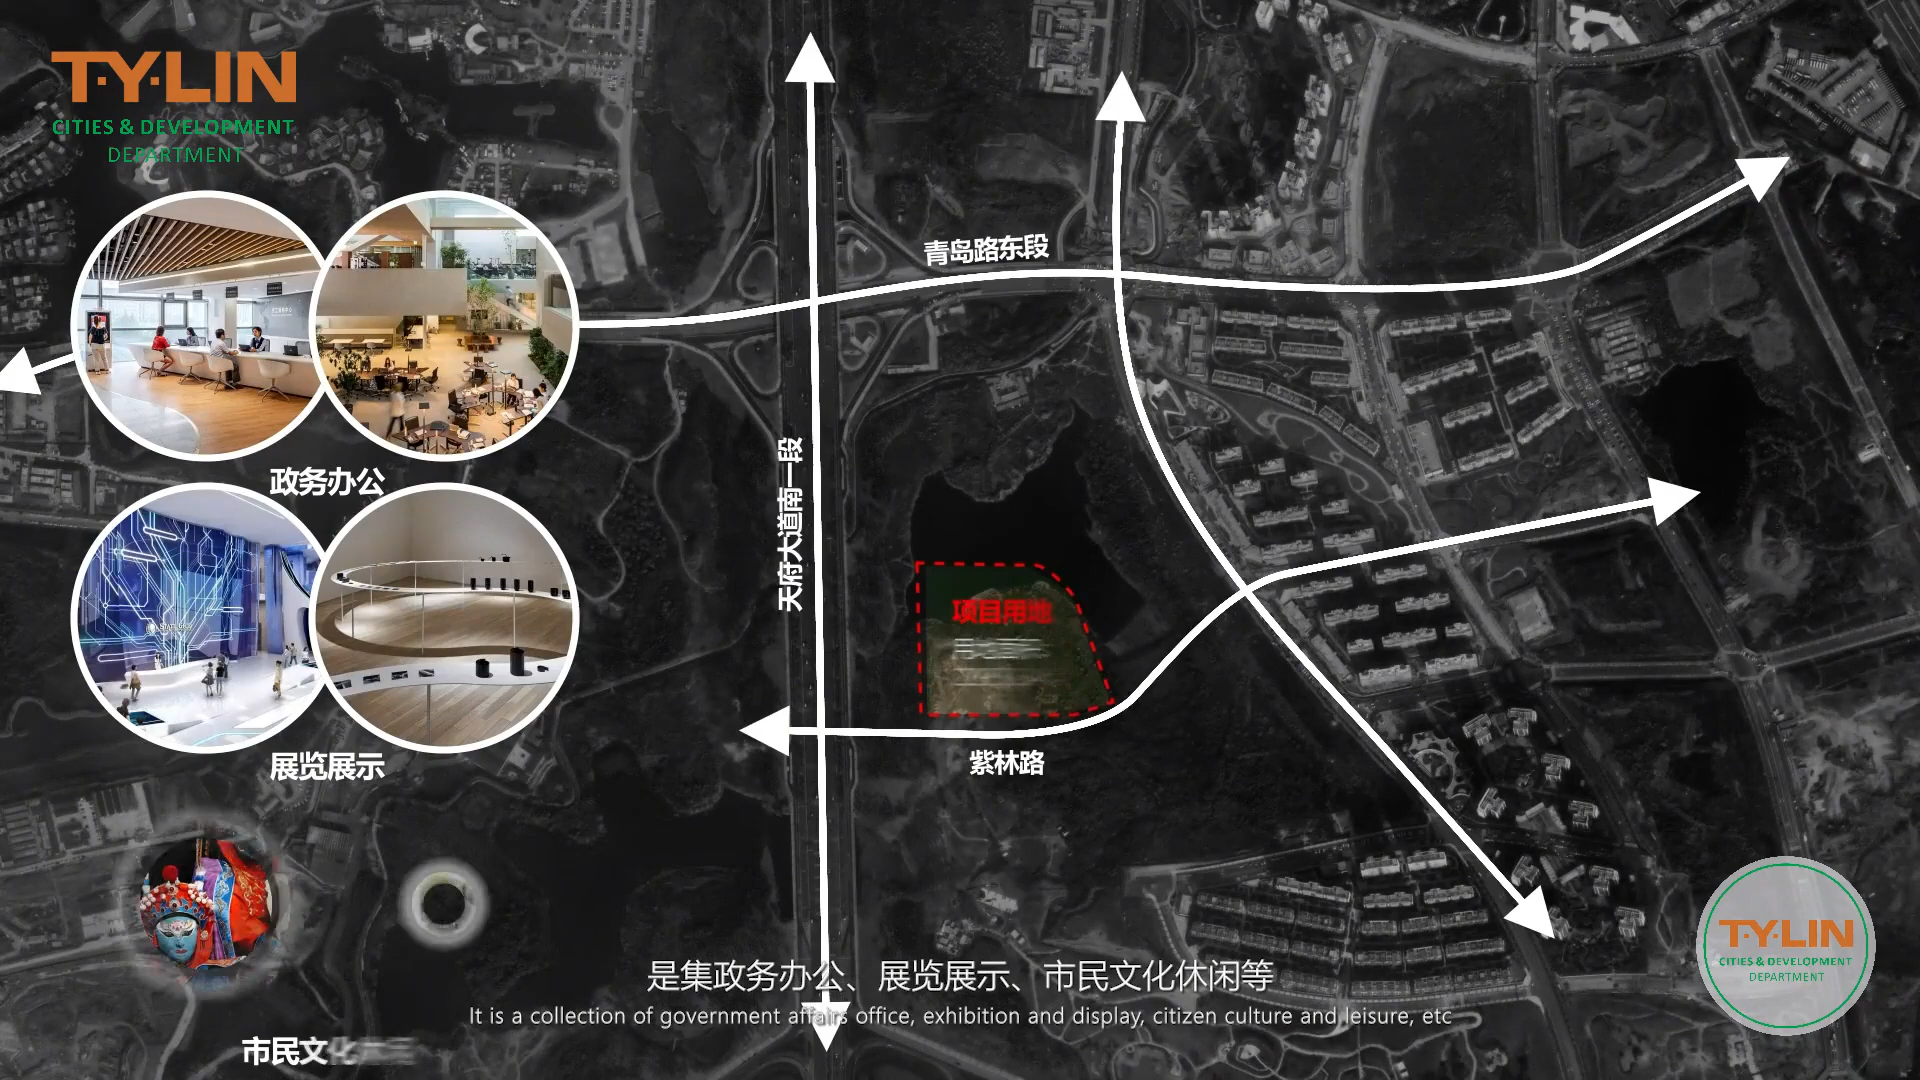 T·Y·LIN
CITIES & DEVELOPMENT
DEPARTMENT
青岛路东段
政务办公
天府大道南一段
项目用地
展览展示
紫林路
市民文化
是集政务办公、展览展示、市民文化休闲等
It is a collection of government affairs office, exhibition and display, citizen culture and leisure, etc
T·Y·LIN
CITIES & DEVELOPMENT
DEPARTMENT